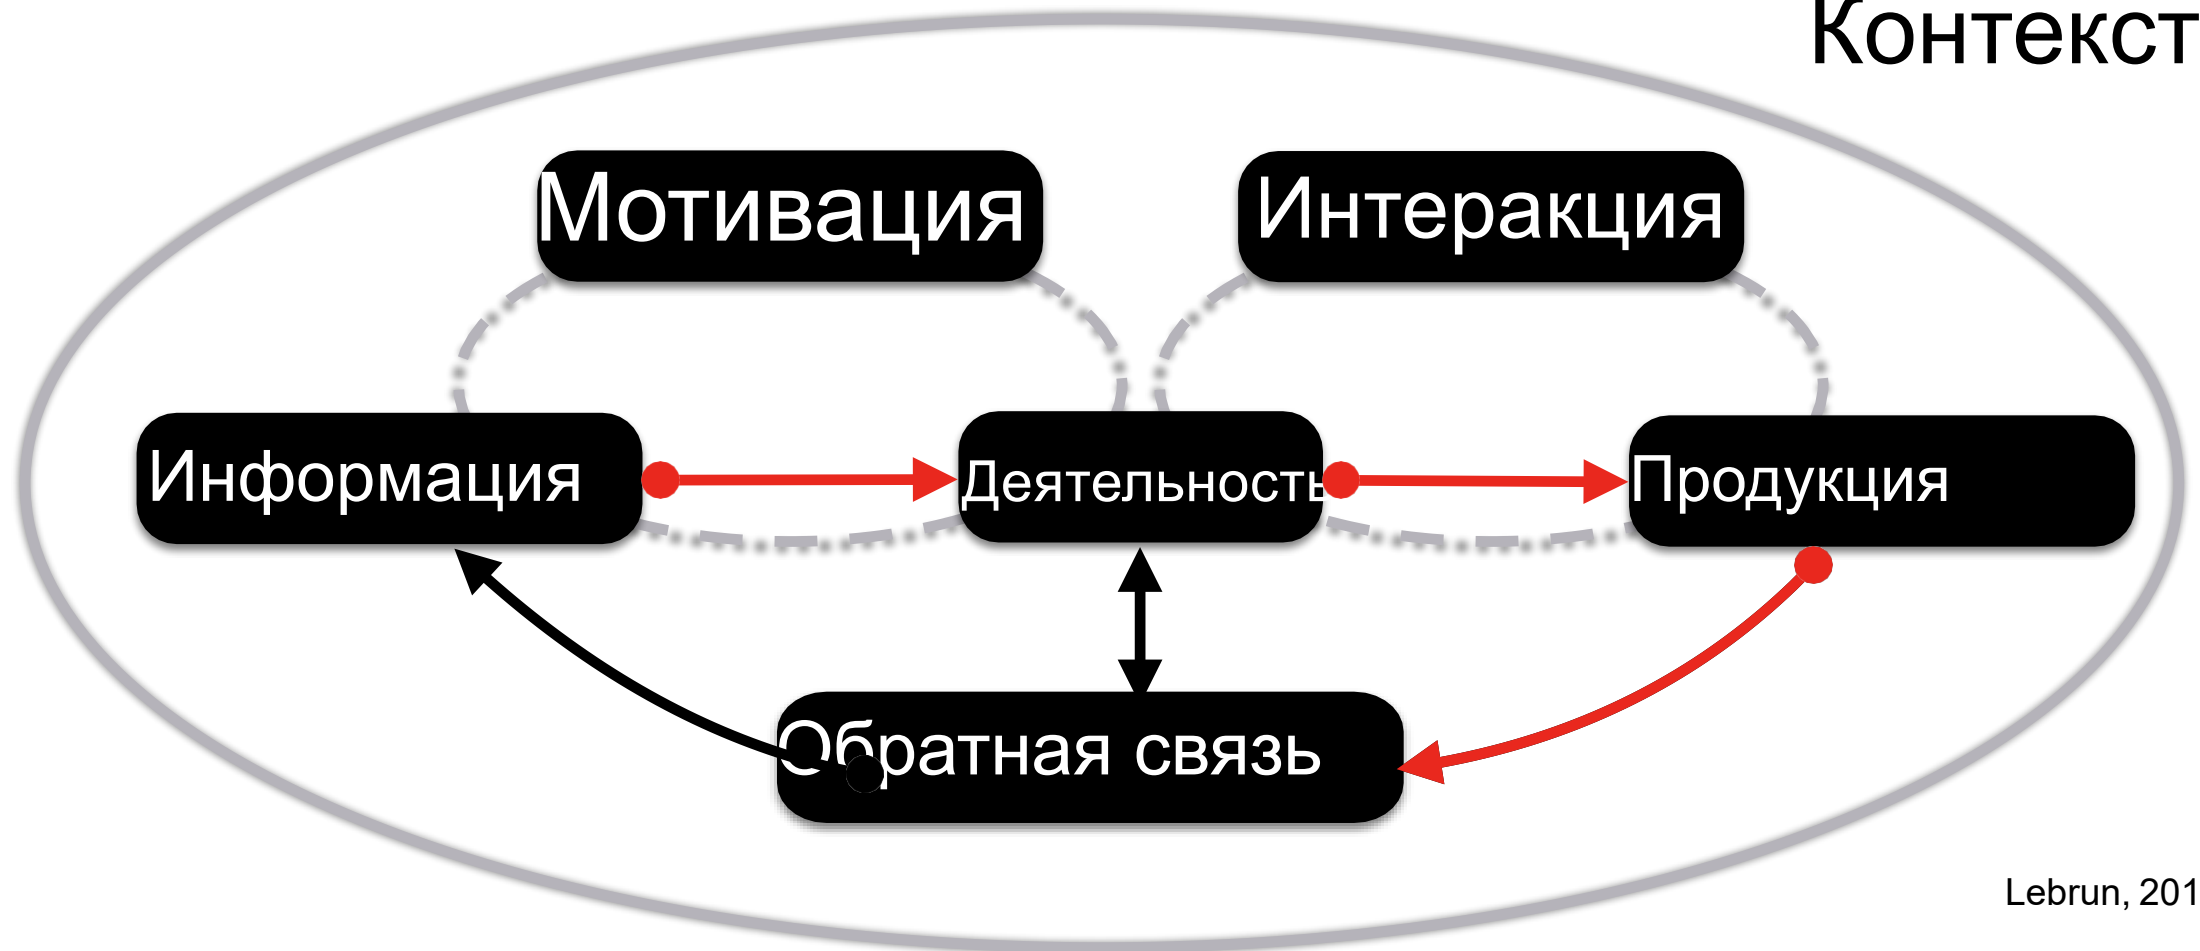 Контекст
Мотивация
Интеракция
Информация
Деятельность
Продукция
Обратная связь
Lebrun, 201